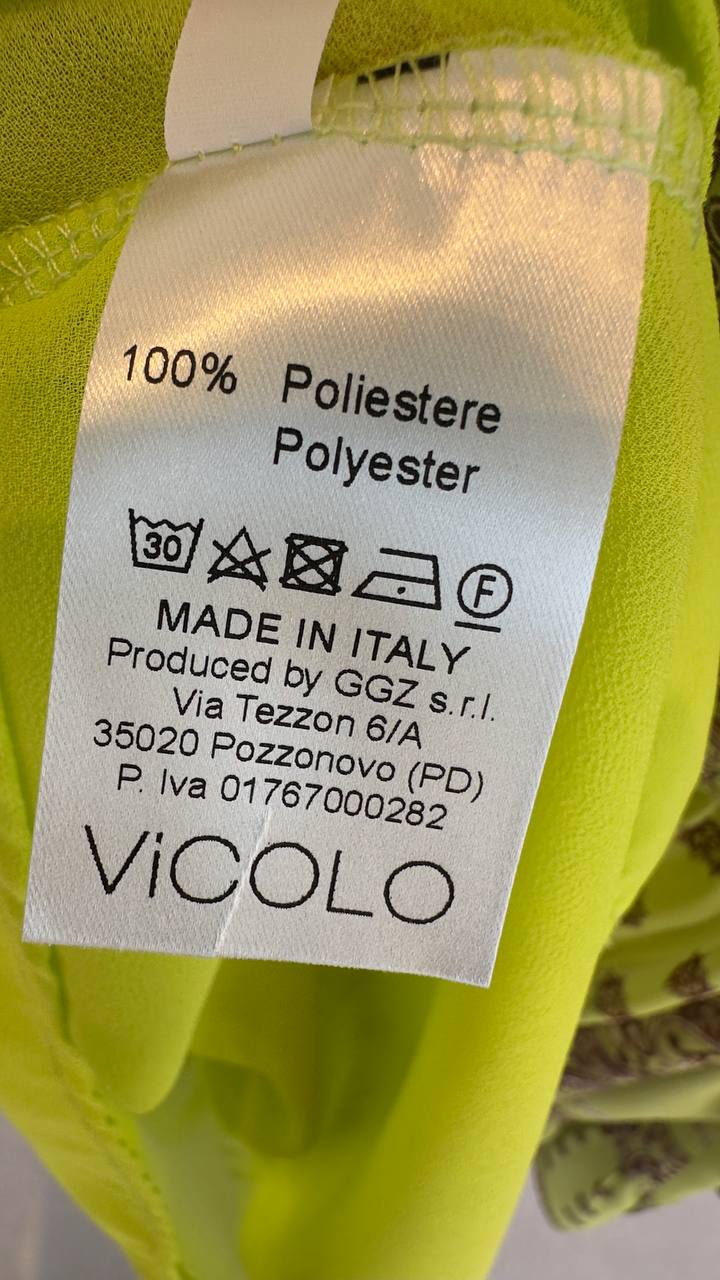 100% Poliestere
Polyester
30 F
MADE IN ITALY
Produced by GGZ s.r.l.
Via Tezzon 6/A
35020 Pozzonovo (PD)
P. Iva 01767000282
ViCOLO